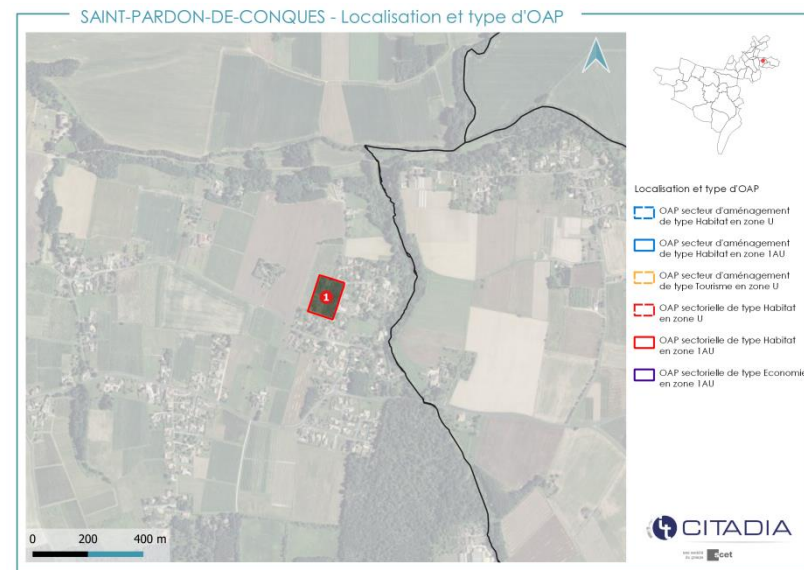 SAINT-PARDON-DE-CONQUES - Localisation et type d'OAP
1
Localisation et type d'OAP
OAP secteur d'aménagement
de type Habitat en zone U
OAP secteur d'aménagement
de type Habitat en zone 1AU
OAP secteur d'aménagement
de type Tourisme en zone U
OAP sectorielle de type Habitat
en zone U
OAP sectorielle de type Habitat
en zone 1AU
OAP sectorielle de type Economie
en zone 1AU
0 200 400 m
CITADIA
scet